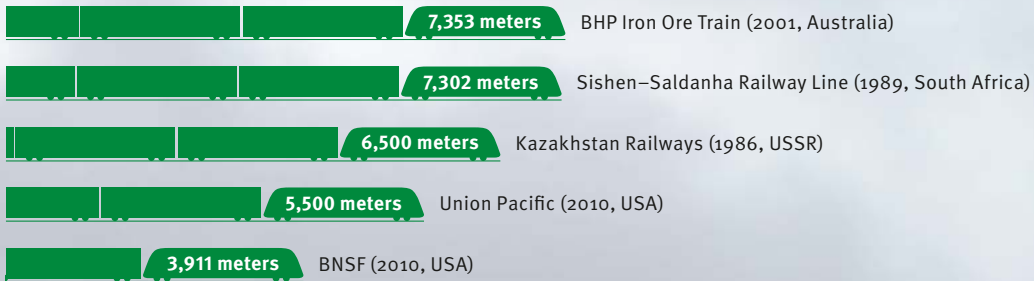 7,353 meters BHP Iron Ore Train (2001, Australia)
7,302 meters Sishen–Saldanha Railway Line (1989, South Africa)
6,500 meters Kazakhstan Railways (1986, USSR)
5,500 meters Union Pacific (2010, USA)
3,911 meters BNSF (2010, USA)